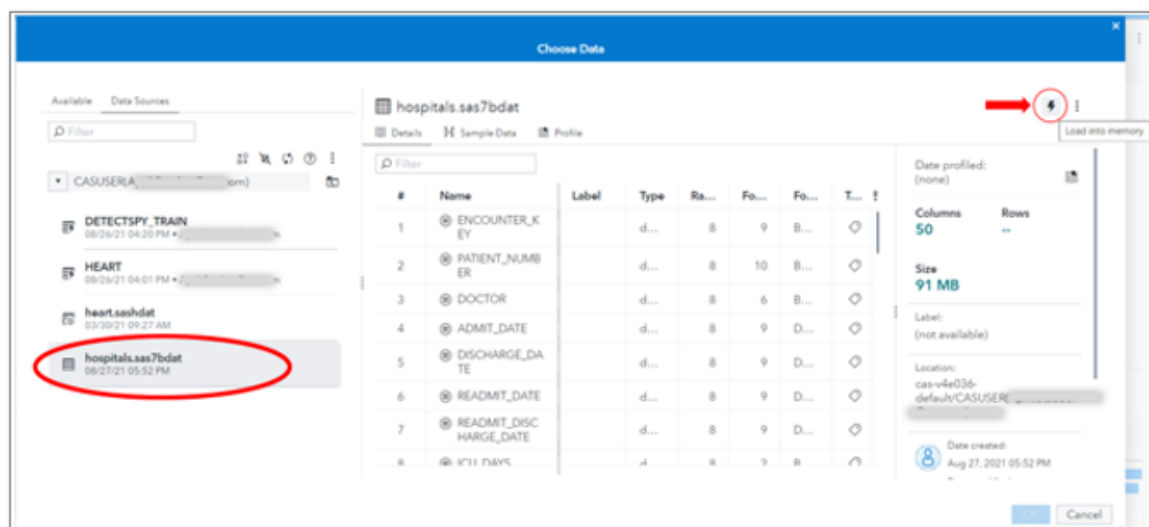 Choose Data
Available Data Sources
Filter
CASUSER(A om)
DETECTSPY_TRAIN
08/26/21 04:20 PM •
HEART
08/26/21 04:01 PM •
heart.sashdat
03/30/21 09:27 AM
hospitals.sas7bdat
08/27/21 05:52 PM
hospitals.sas7bdat
Details Sample Data Profile
Filter
# Name Label Type Ra... Fo... Fo... T... !
1 ENCOUNTER_K
EY d... 8 9 B...
2 PATIENT_NUMB
ER d... 8 10 B...
3 DOCTOR d... 8 6 B...
4 ADMIT_DATE d... 8 9 D...
5 DISCHARGE_DA
TE d... 8 9 D...
6 READMIT_DATE d... 8 9 D...
7 READMIT_DISC
HARGE_DATE d... 8 9 D...
8 ICU_DAYS
Load into memory
Date profiled:
(none)
Columns Rows
50 --
Size
91 MB
Label:
(not available)
Location:
cas-v4e036-
default/CASUSER(
Date created:
Aug 27, 2021 05:52 PM
OK Cancel